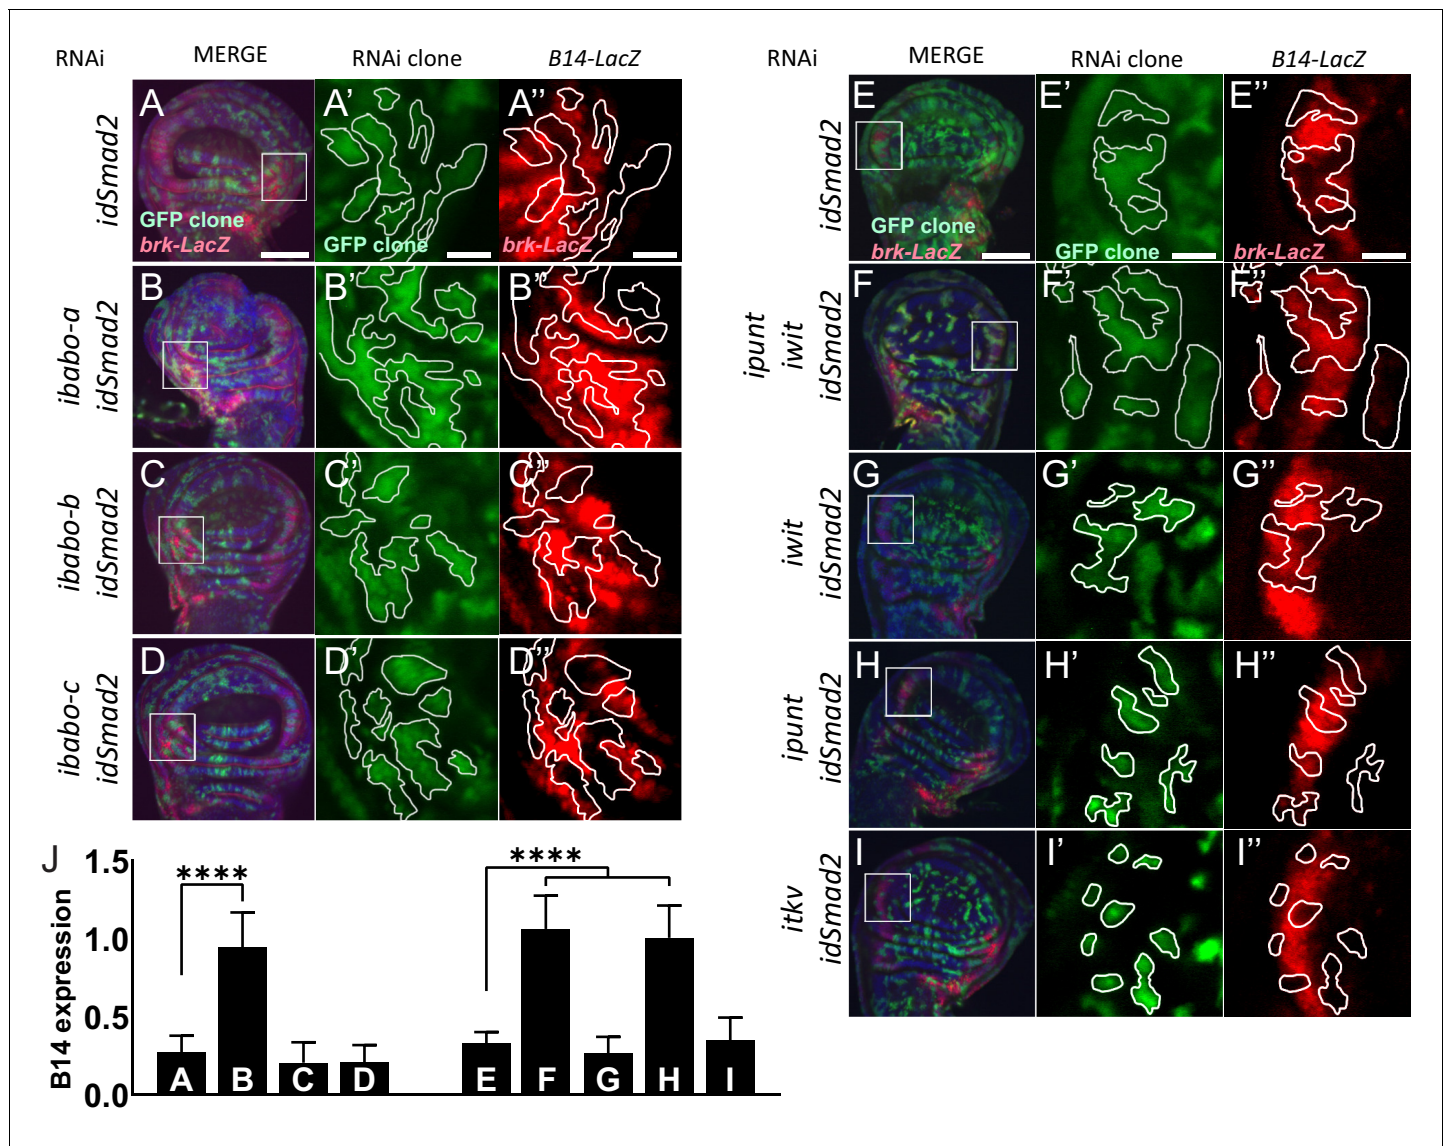 RNAi MERGE RNAi clone B14-LacZ
RNAi MERGE RNAi clone B14-LacZ
idSmad2
A A' A''
GFP clone
brk-LacZ
GFP clone
brk-LacZ
ibabo-a
idSmad2
B B' B''
ibabo-b
idSmad2
C C' C''
ibabo-c
idSmad2
D D' D''
idSmad2
E E' E''
GFP clone
brk-LacZ
GFP clone
brk-LacZ
ipunt
iwit
idSmad2
F F' F''
iwit
idSmad2
G G' G''
ipunt
idSmad2
H H' H''
itkv
idSmad2
I I' I''
J
B14 expression
1.5
1.0
0.5
0.0
**** ****
A B C D E F G H I